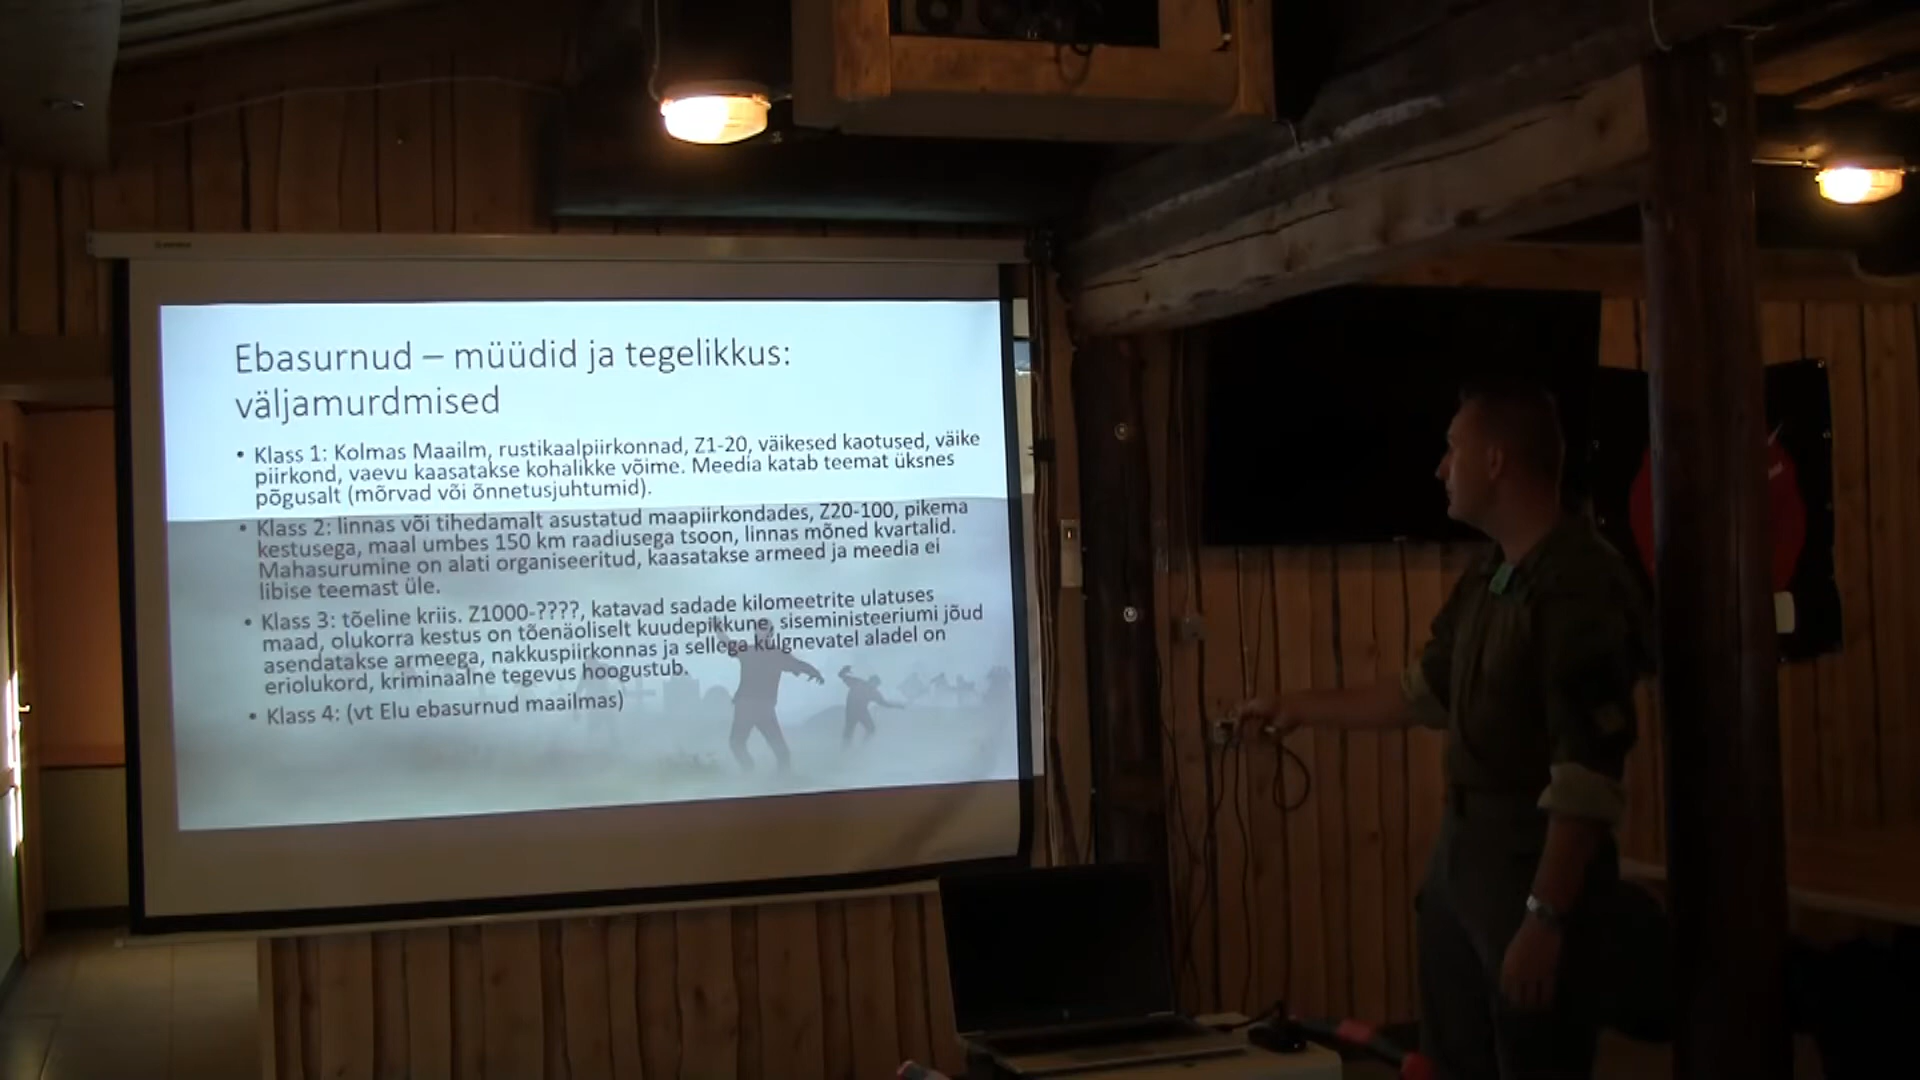 Ebasurnud – müüdid ja tegelikkus:
väljamurdmised
• Klass 1: Kolmas Maailm, rustikaalpiirkonnad, Z1-20, väikesed kaotused, väike
piirkond, vaevu kaasatakse kohalikke võime. Meedia katab teemat üksnes
põgusalt (mõrvad või õnnetusjuhtumid).
• Klass 2: linnas või tihedamalt asustatud maapiirkondades, Z20-100, pikema
kestusega, maal umbes 150 km raadiusega tsoon, linnas mõned kvartalid.
Mahasurumine on alati organiseeritud, kaasatakse armeed ja meedia ei
libise teemast üle.
• Klass 3: tõeline kriis. Z1000-????, katavad sadade kilomeetrite ulatuses
maad, olukorra kestus on tõenäoliselt kuudepikkune, siseministeeriumi jõud
asendatakse armeega, nakkuspiirkonnas ja sellega külgnevatel aladel on
eriolukord, kriminaalne tegevus hoogustub.
• Klass 4: (vt Elu ebasurnud maailmas)